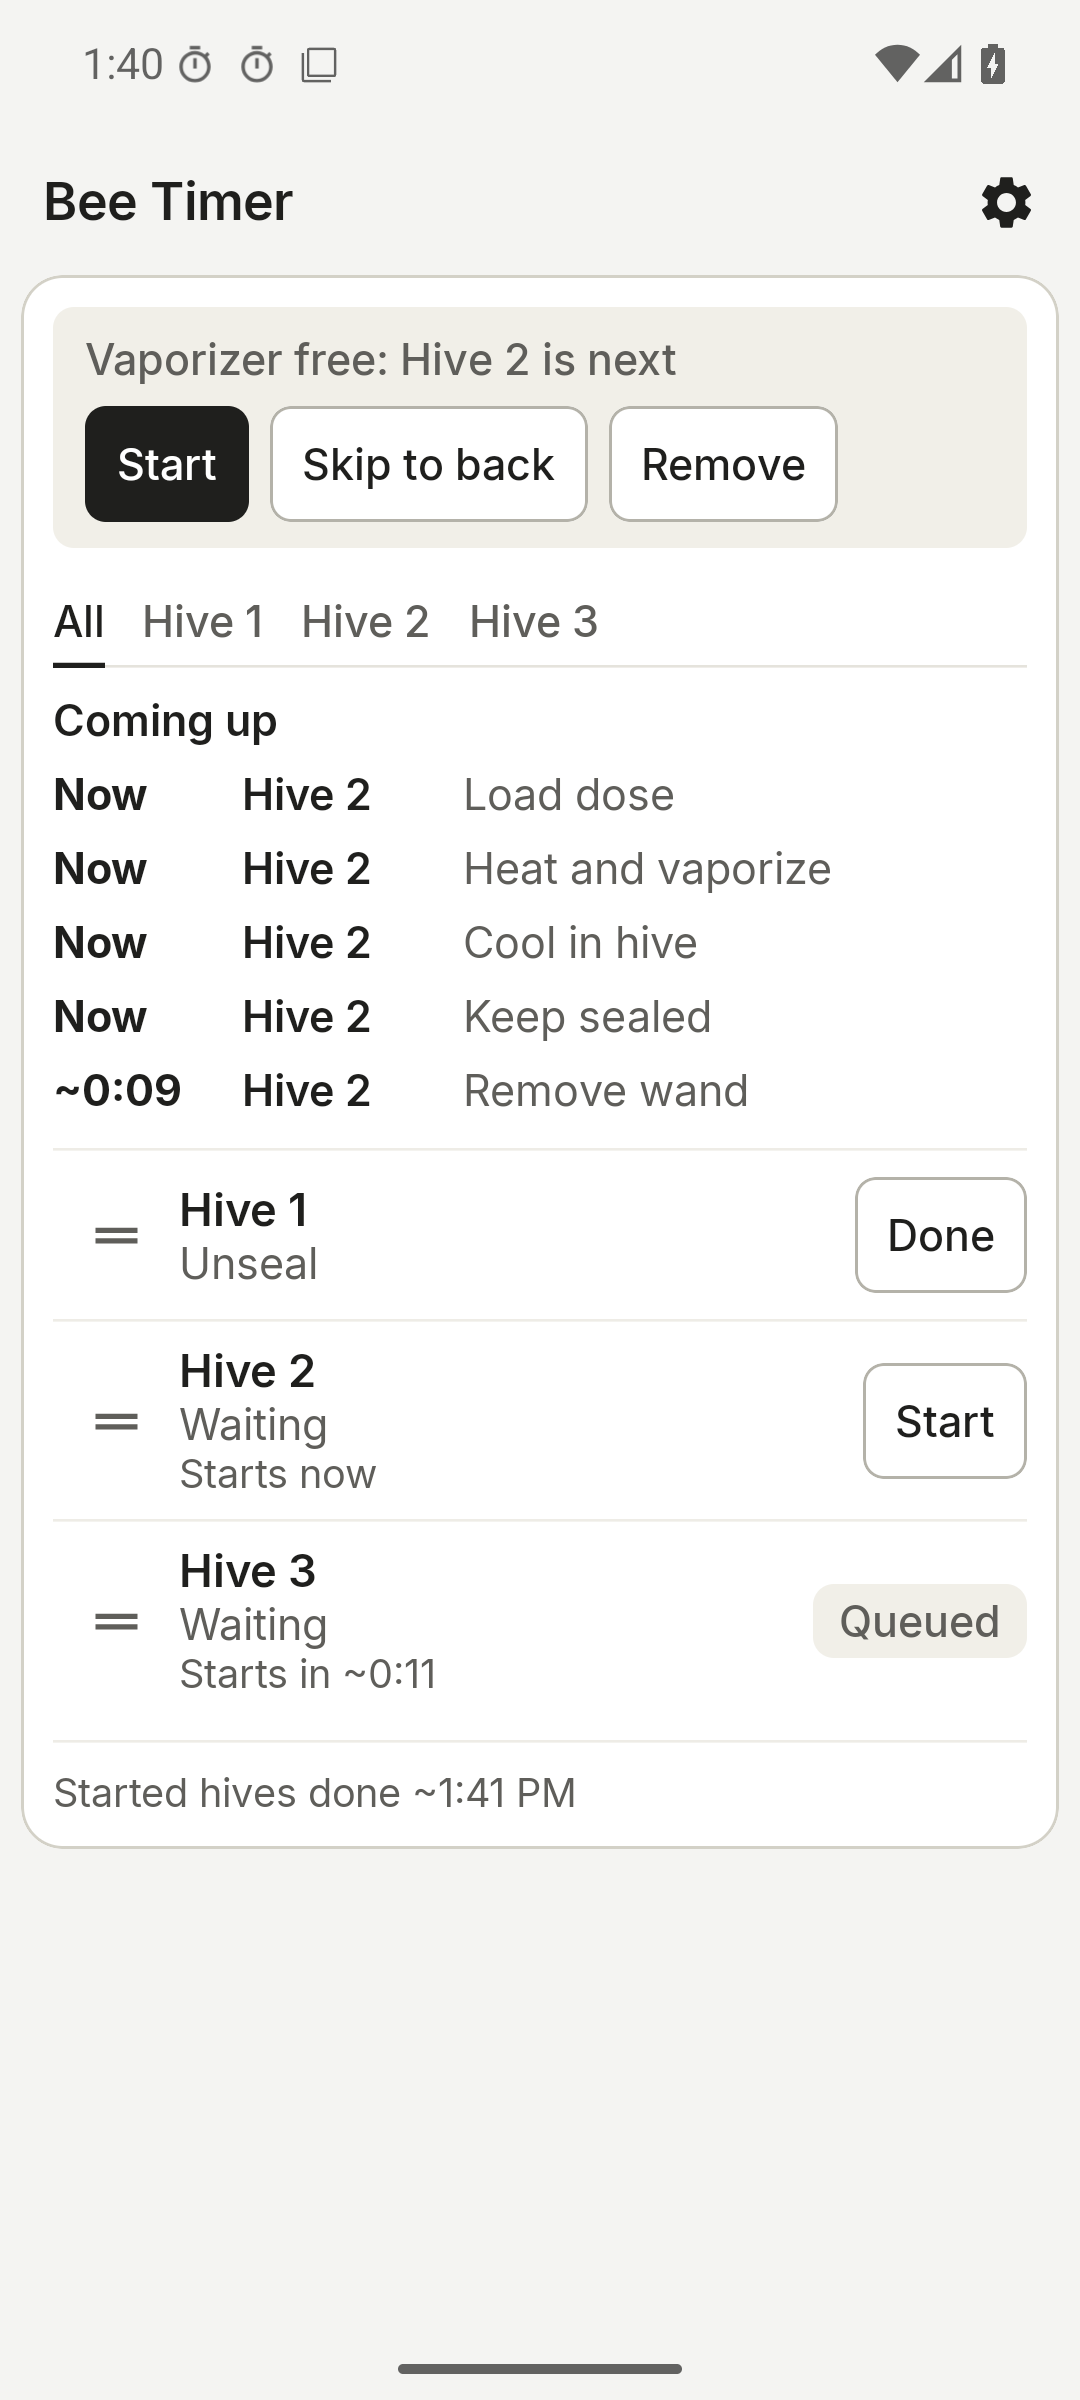 1:40
Bee Timer
Vaporizer free: Hive 2 is next
Start Skip to back Remove
All Hive 1 Hive 2 Hive 3
Coming up
Now Hive 2 Load dose
Now Hive 2 Heat and vaporize
Now Hive 2 Cool in hive
Now Hive 2 Keep sealed
~0:09 Hive 2 Remove wand
Hive 1
Unseal
Done
Hive 2
Waiting
Starts now
Start
Hive 3
Waiting
Starts in ~0:11
Queued
Started hives done ~1:41 PM